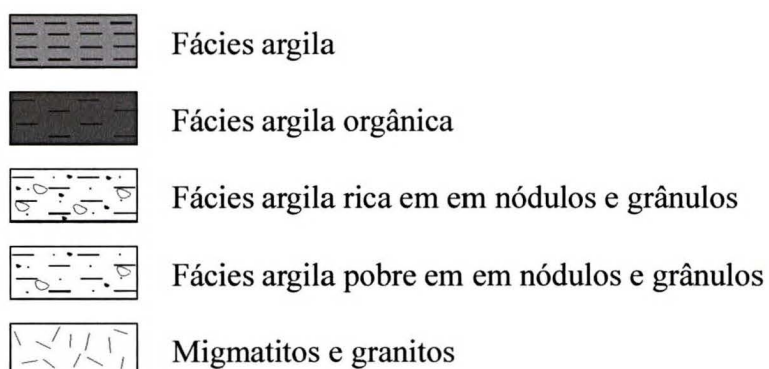 Fácies argila
Fácies argila orgânica
Fácies argila rica em em nódulos e grânulos
Fácies argila pobre em em nódulos e grânulos
Migmatitos e granitos